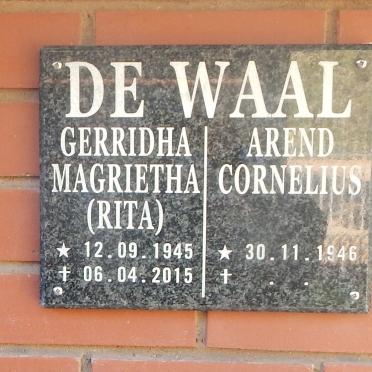 DE WAAL
GERRIDHA
MAGRIETHA
(RITA)
★ 12.09.1945
✝ 06.04.2015
AREND
CORNELIUS
★ 30.11.1946
✝ . .